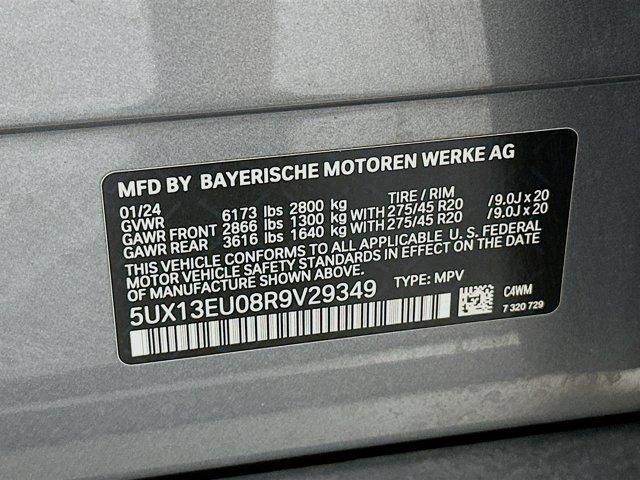 MFD BY BAYERISCHE MOTOREN WERKE AG
01/24
GVWR 6173 lbs 2800 kg TIRE / RIM
GAWR FRONT 2866 lbs 1300 kg WITH 275/45 R20 / 9.0J x 20
GAWR REAR 3616 lbs 1640 kg WITH 275/45 R20 / 9.0J x 20
THIS VEHICLE CONFORMS TO ALL APPLICABLE U. S. FEDERAL
MOTOR VEHICLE SAFETY STANDARDS IN EFFECT ON THE DATE
OF MANUFACTURE SHOWN ABOVE.
5UX13EU08R9V29349 TYPE: MPV
C4WM
7 320 729